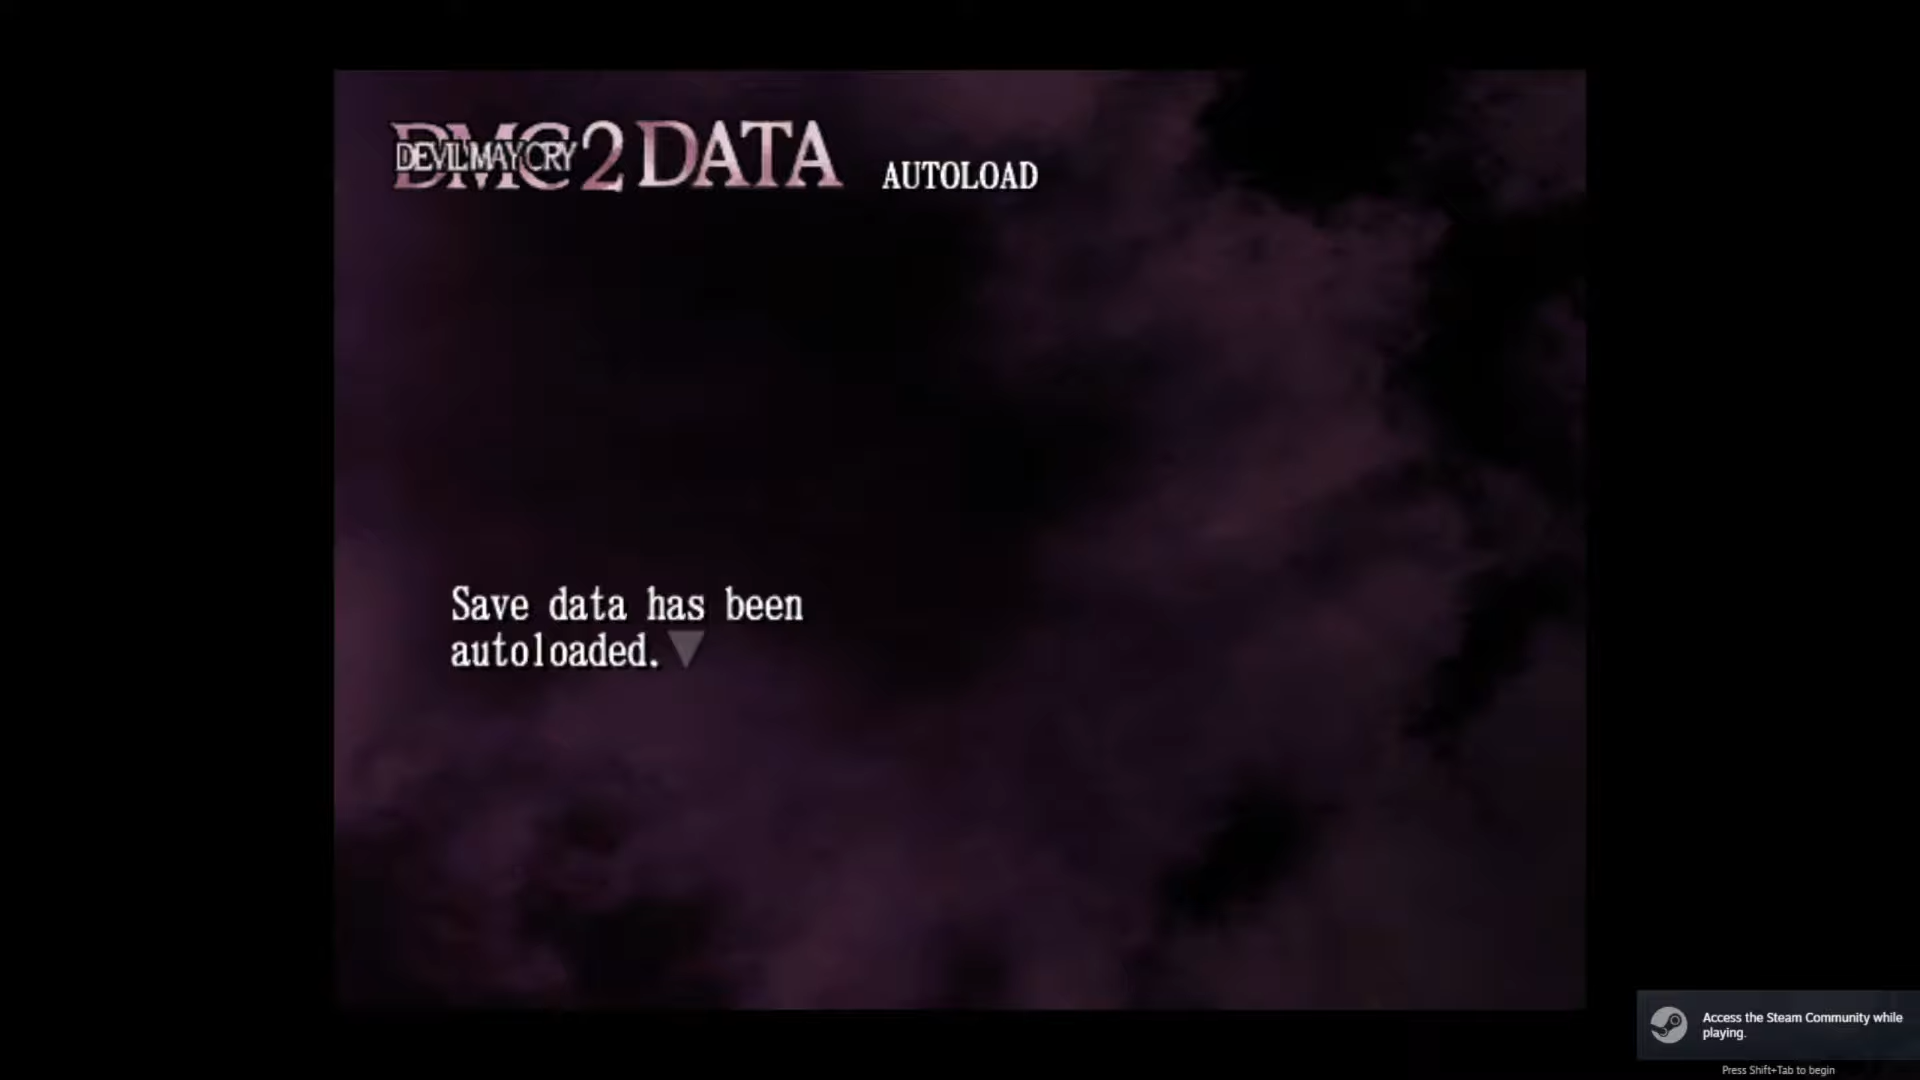 DMC
DEVIL MAY CRY 2 DATA AUTOLOAD
Save data has been
autoloaded.
Access the Steam Community while
playing.
Press Shift+Tab to begin